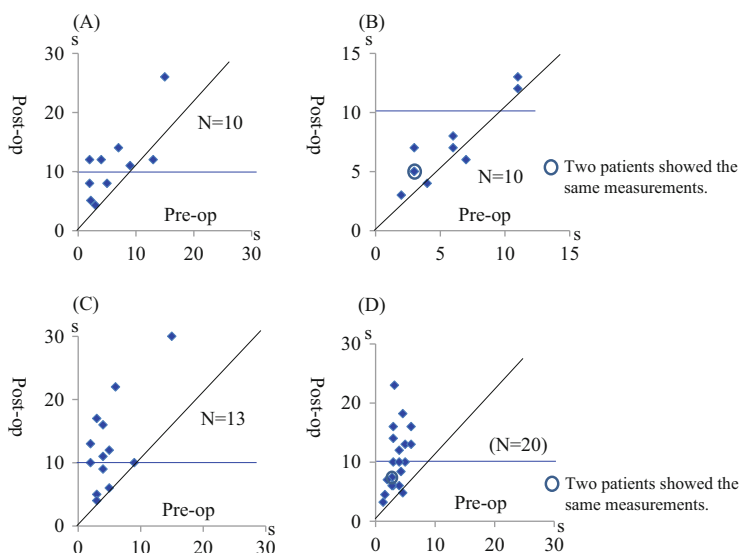 (A)
s
30
20
10
0
Post-op
N=10
Pre-op
0
10
20
30
s
(B)
s
15
10
5
0
Post-op
N=10
Pre-op
0
5
10
15
s
Two patients showed the
same measurements.
(C)
s
30
20
10
0
Post-op
N=13
Pre-op
0
10
20
30
s
(D)
s
30
20
10
0
Post-op
(N=20)
Pre-op
0
10
20
30
s
Two patients showed the
same measurements.